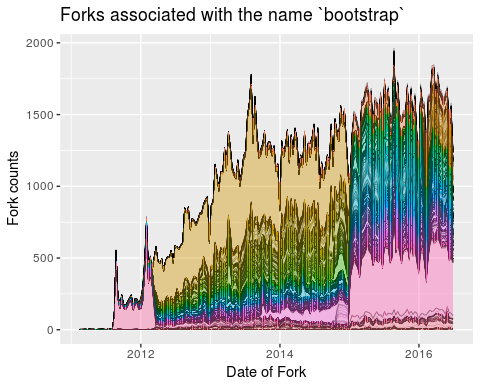 Forks associated with the name `bootstrap`
2000
1500
1000
500
0
Fork counts
2012
2014
2016
Date of Fork